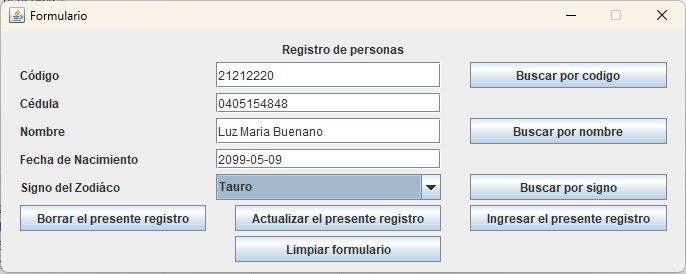 Formulario
Registro de personas
Código 21212220 Buscar por codigo
Cédula 0405154848
Nombre Luz Maria Buenano Buscar por nombre
Fecha de Nacimiento 2099-05-09
Signo del Zodiáco Tauro Buscar por signo
Borrar el presente registro Actualizar el presente registro Ingresar el presente registro
Limpiar formulario